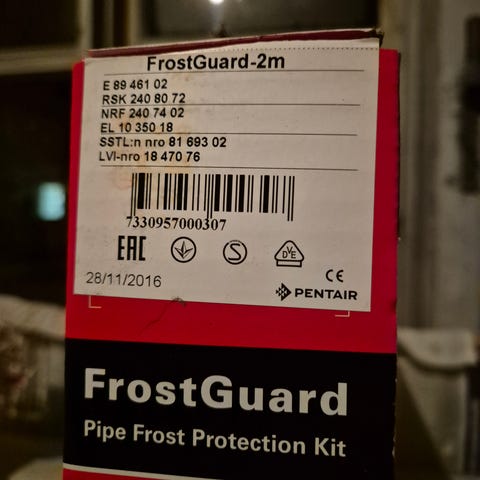 FrostGuard-2m
E 89 461 02
RSK 240 80 72
NRF 240 74 02
EL 10 350 18
SSTL:n nro 81 693 02
LVI-nro 18 470 76
7330957000307
EAC S DVE
CE
28/11/2016
PENTAIR
FrostGuard
Pipe Frost Protection Kit